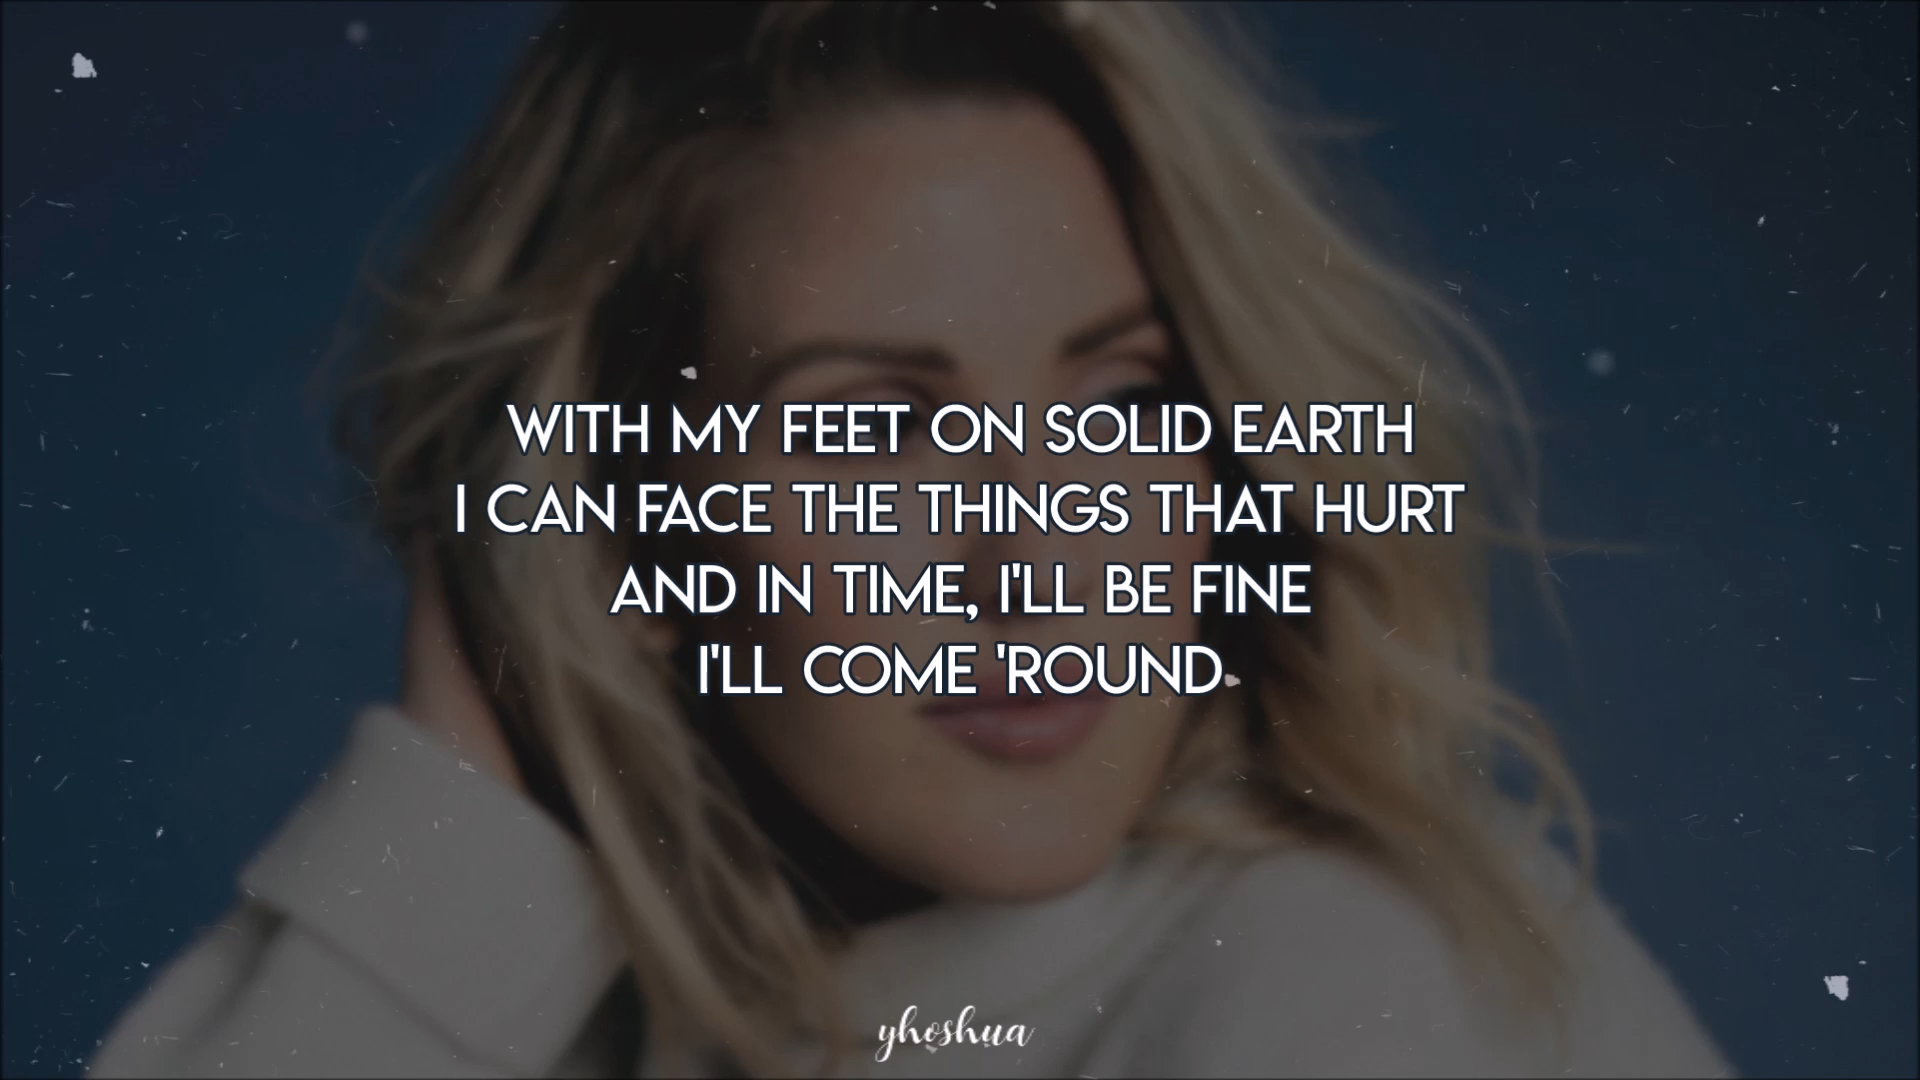 WITH MY FEET ON SOLID EARTH
I CAN FACE THE THINGS THAT HURT
AND IN TIME, I'LL BE FINE
I'LL COME 'ROUND
yhoshua